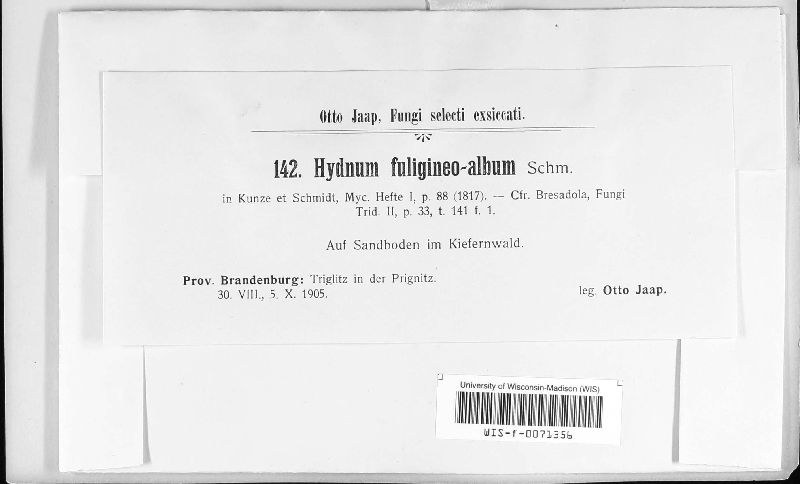 Otto Jaap, Fungi selecti exsiccati.
142. Hydnum fuligineo-album Schm.
in Kunze et Schmidt, Myc. Hefte I, p. 88 (1817). — Cfr. Bresadola, Fungi
Trid. II, p. 33, t. 141 f. 1.
Auf Sandboden im Kiefernwald.
Prov. Brandenburg: Triglitz in der Prignitz.
30. VIII., 5. X. 1905.
leg. Otto Jaap.
University of Wisconsin-Madison (WIS)
WIS-f-0071356